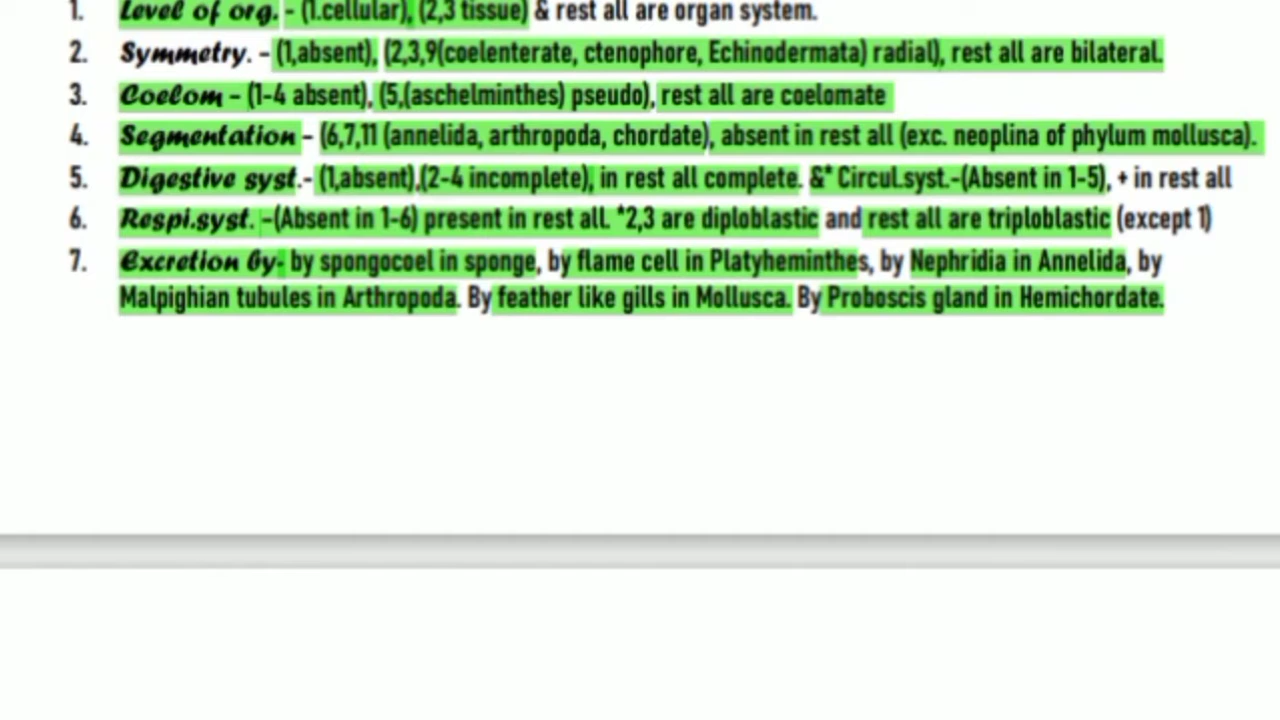 1. Level of org. - (1.cellular), (2,3 tissue) & rest all are organ system.
2. Symmetry. - (1,absent), (2,3,9(coelenterate, ctenophore, Echinodermata) radial), rest all are bilateral.
3. Coelom - (1-4 absent), (5,(aschelminthes) pseudo), rest all are coelomate
4. Segmentation - (6,7,11 (annelida, arthropoda, chordate), absent in rest all (exc. neoplina of phylum mollusca).
5. Digestive syst.- (1,absent),(2-4 incomplete), in rest all complete. &* Circul.syst.-(Absent in 1-5), + in rest all
6. Respi.syst. -(Absent in 1-6) present in rest all. *2,3 are diploblastic and rest all are triploblastic (except 1)
7. Excretion by- by spongocoel in sponge, by flame cell in Platyheminthes, by Nephridia in Annelida, by
Malpighian tubules in Arthropoda. By feather like gills in Mollusca. By Proboscis gland in Hemichordate.